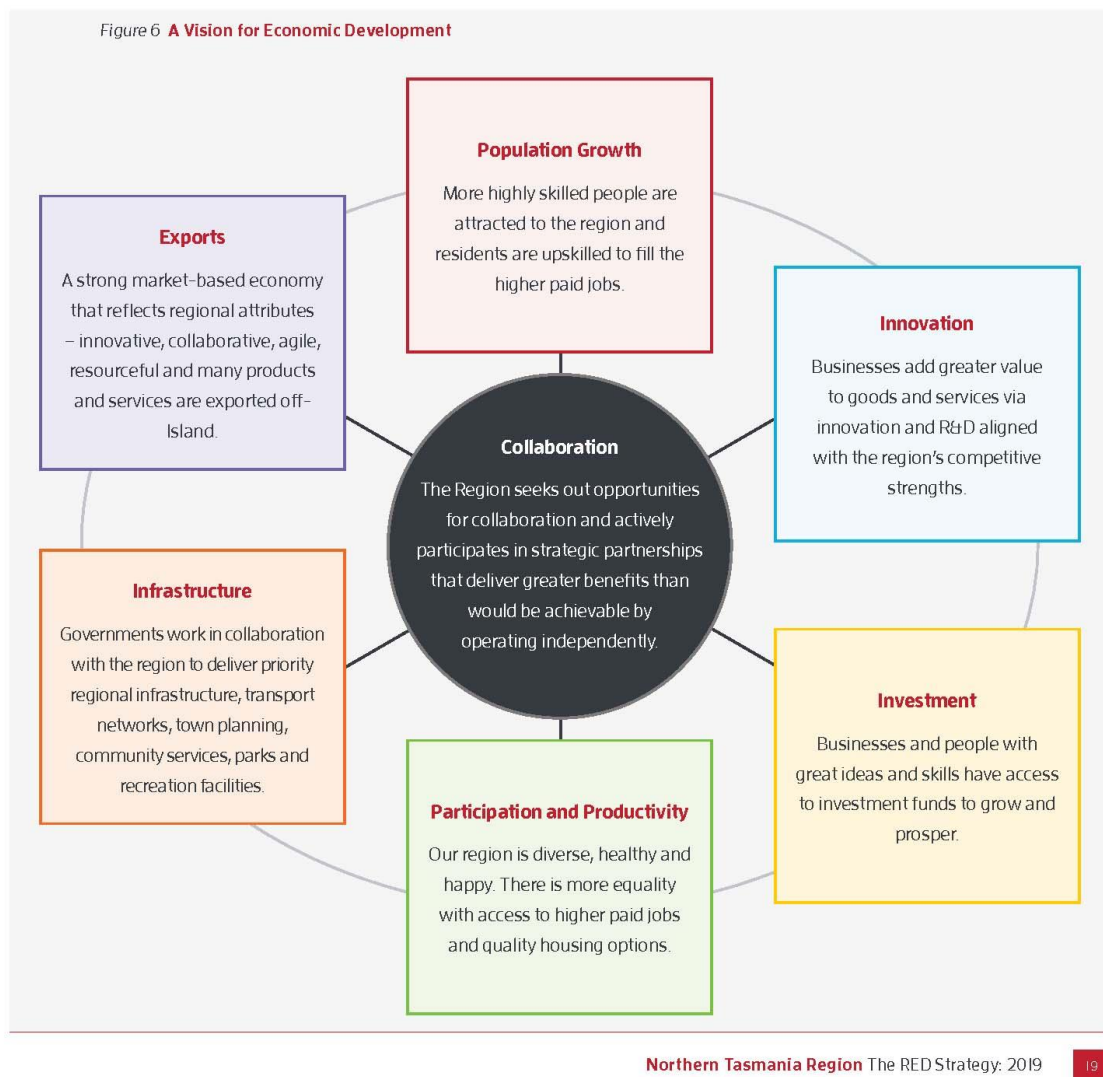 Figure 6 A Vision for Economic Development
Population Growth
More highly skilled people are
attracted to the region and
residents are upskilled to fill the
higher paid jobs.
Exports
A strong market-based economy
that reflects regional attributes
– innovative, collaborative, agile,
resourceful and many products
and services are exported off-
Island.
Innovation
Businesses add greater value
to goods and services via
innovation and R&D aligned
with the region's competitive
strengths.
Collaboration
The Region seeks out opportunities
for collaboration and actively
participates in strategic partnerships
that deliver greater benefits than
would be achievable by
operating independently.
Infrastructure
Governments work in collaboration
with the region to deliver priority
regional infrastructure, transport
networks, town planning,
community services, parks and
recreation facilities.
Investment
Businesses and people with
great ideas and skills have access
to investment funds to grow and
prosper.
Participation and Productivity
Our region is diverse, healthy and
happy. There is more equality
with access to higher paid jobs
and quality housing options.
Northern Tasmania Region The RED Strategy: 2019 19